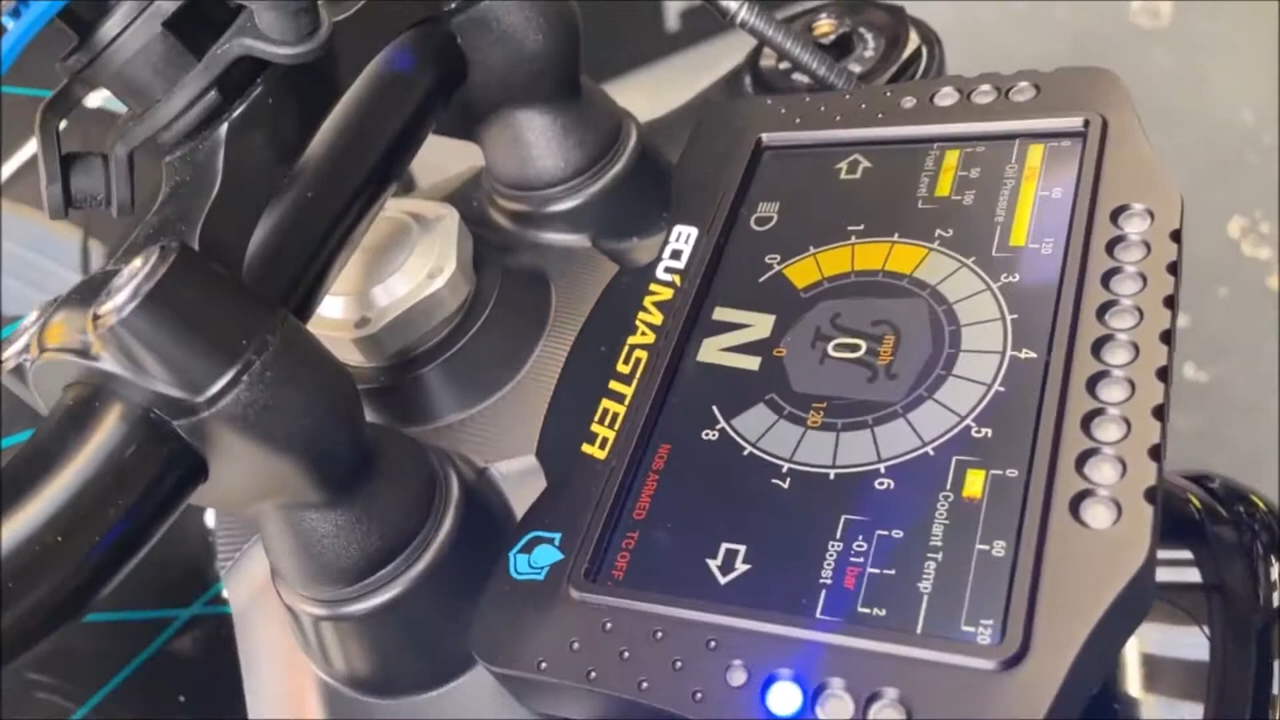 ECUMASTER
Oil Pressure
0 60 120
Fuel Level
0 50 100
0 1 2 3 4 5 6 7 8
N
0
mph
0
120
Coolant Temp
0 60 120
Boost
-0.1 bar
0 1 2
NOS ARMED TC OFF